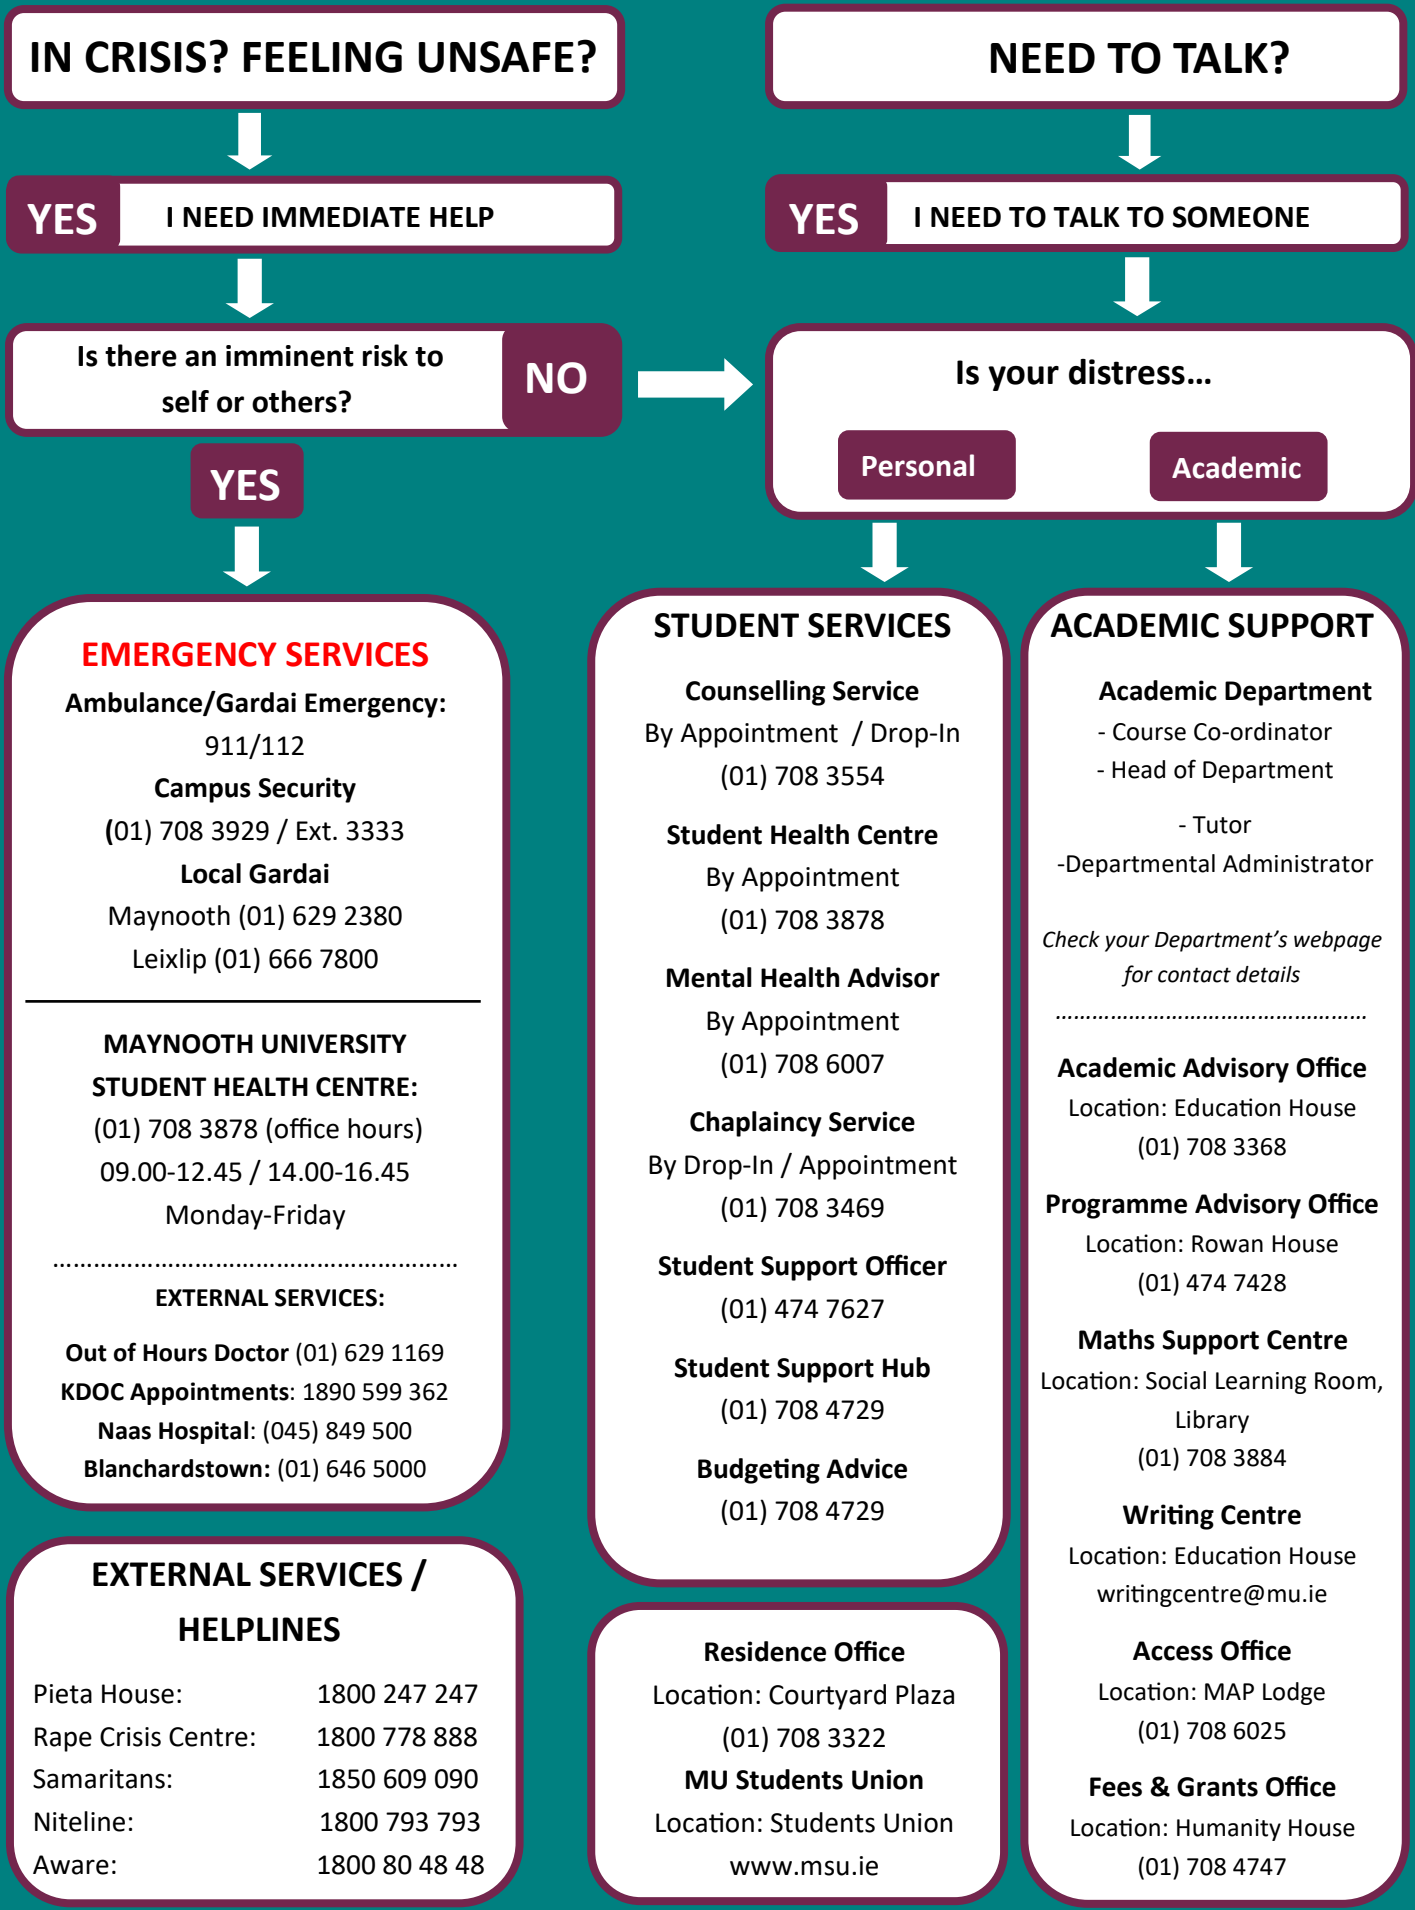 IN CRISIS? FEELING UNSAFE?
YES
I NEED IMMEDIATE HELP
Is there an imminent risk to
self or others?
NO
YES
NEED TO TALK?
YES
I NEED TO TALK TO SOMEONE
Is your distress…
Personal
Academic
EMERGENCY SERVICES
Ambulance/Gardai Emergency:
911/112
Campus Security
(01) 708 3929 / Ext. 3333
Local Gardai
Maynooth (01) 629 2380
Leixlip (01) 666 7800
MAYNOOTH UNIVERSITY
STUDENT HEALTH CENTRE:
(01) 708 3878 (office hours)
09.00-12.45 / 14.00-16.45
Monday-Friday
……………………………………………………
EXTERNAL SERVICES:
Out of Hours Doctor (01) 629 1169
KDOC Appointments: 1890 599 362
Naas Hospital: (045) 849 500
Blanchardstown: (01) 646 5000
EXTERNAL SERVICES /
HELPLINES
Pieta House: 1800 247 247
Rape Crisis Centre: 1800 778 888
Samaritans: 1850 609 090
Niteline: 1800 793 793
Aware: 1800 80 48 48
STUDENT SERVICES
Counselling Service
By Appointment / Drop-In
(01) 708 3554
Student Health Centre
By Appointment
(01) 708 3878
Mental Health Advisor
By Appointment
(01) 708 6007
Chaplaincy Service
By Drop-In / Appointment
(01) 708 3469
Student Support Officer
(01) 474 7627
Student Support Hub
(01) 708 4729
Budgeting Advice
(01) 708 4729
Residence Office
Location: Courtyard Plaza
(01) 708 3322
MU Students Union
Location: Students Union
www.msu.ie
ACADEMIC SUPPORT
Academic Department
- Course Co-ordinator
- Head of Department
- Tutor
-Departmental Administrator
Check your Department’s webpage
for contact details
……………………………………………
Academic Advisory Office
Location: Education House
(01) 708 3368
Programme Advisory Office
Location: Rowan House
(01) 474 7428
Maths Support Centre
Location: Social Learning Room,
Library
(01) 708 3884
Writing Centre
Location: Education House
writingcentre@mu.ie
Access Office
Location: MAP Lodge
(01) 708 6025
Fees & Grants Office
Location: Humanity House
(01) 708 4747